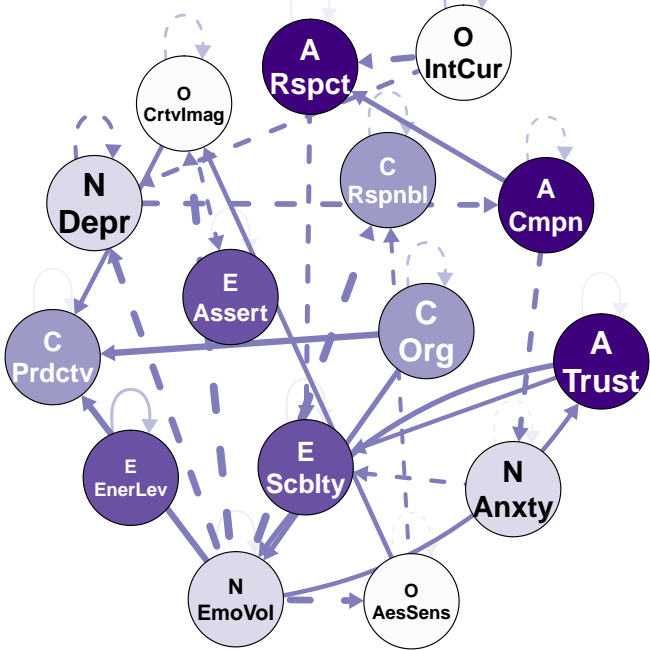 O
IntCur
A
Rspct
O
CrtvImag
C
Rspnbl
N
Depr
A
Cmpn
E
Assert
C
Org
C
Prdctv
A
Trust
E
EnerLev
E
Scblty
N
Anxty
N
EmoVol
O
AesSens